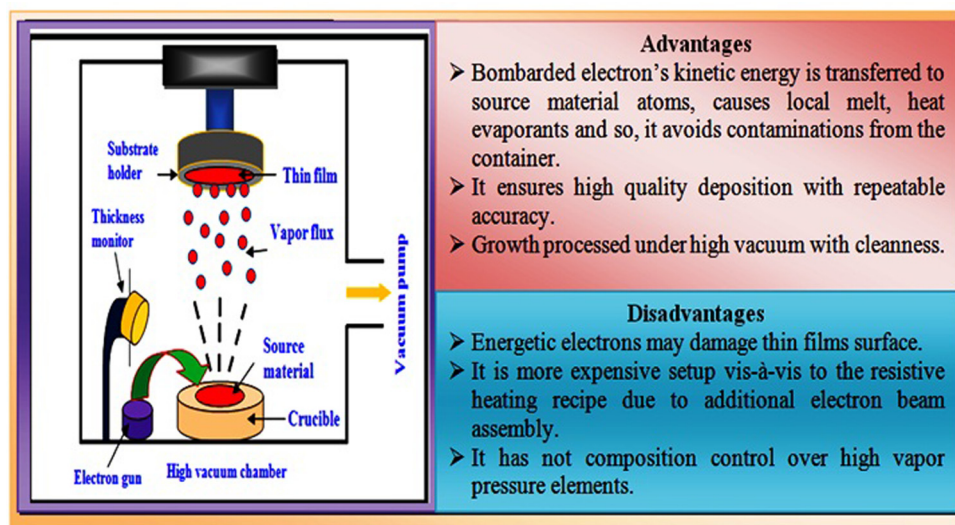 Substrate
holder
Thin film
Thickness
monitor
Vapor flux
Vacuum pump
Source
material
Crucible
Electron gun
High vacuum chamber
Advantages
➤ Bombarded electron's kinetic energy is transferred to
source material atoms, causes local melt, heat
evaporants and so, it avoids contaminations from the
container.
➤ It ensures high quality deposition with repeatable
accuracy.
➤ Growth processed under high vacuum with cleanness.
Disadvantages
➤ Energetic electrons may damage thin films surface.
➤ It is more expensive setup vis-à-vis to the resistive
heating recipe due to additional electron beam
assembly.
➤ It has not composition control over high vapor
pressure elements.